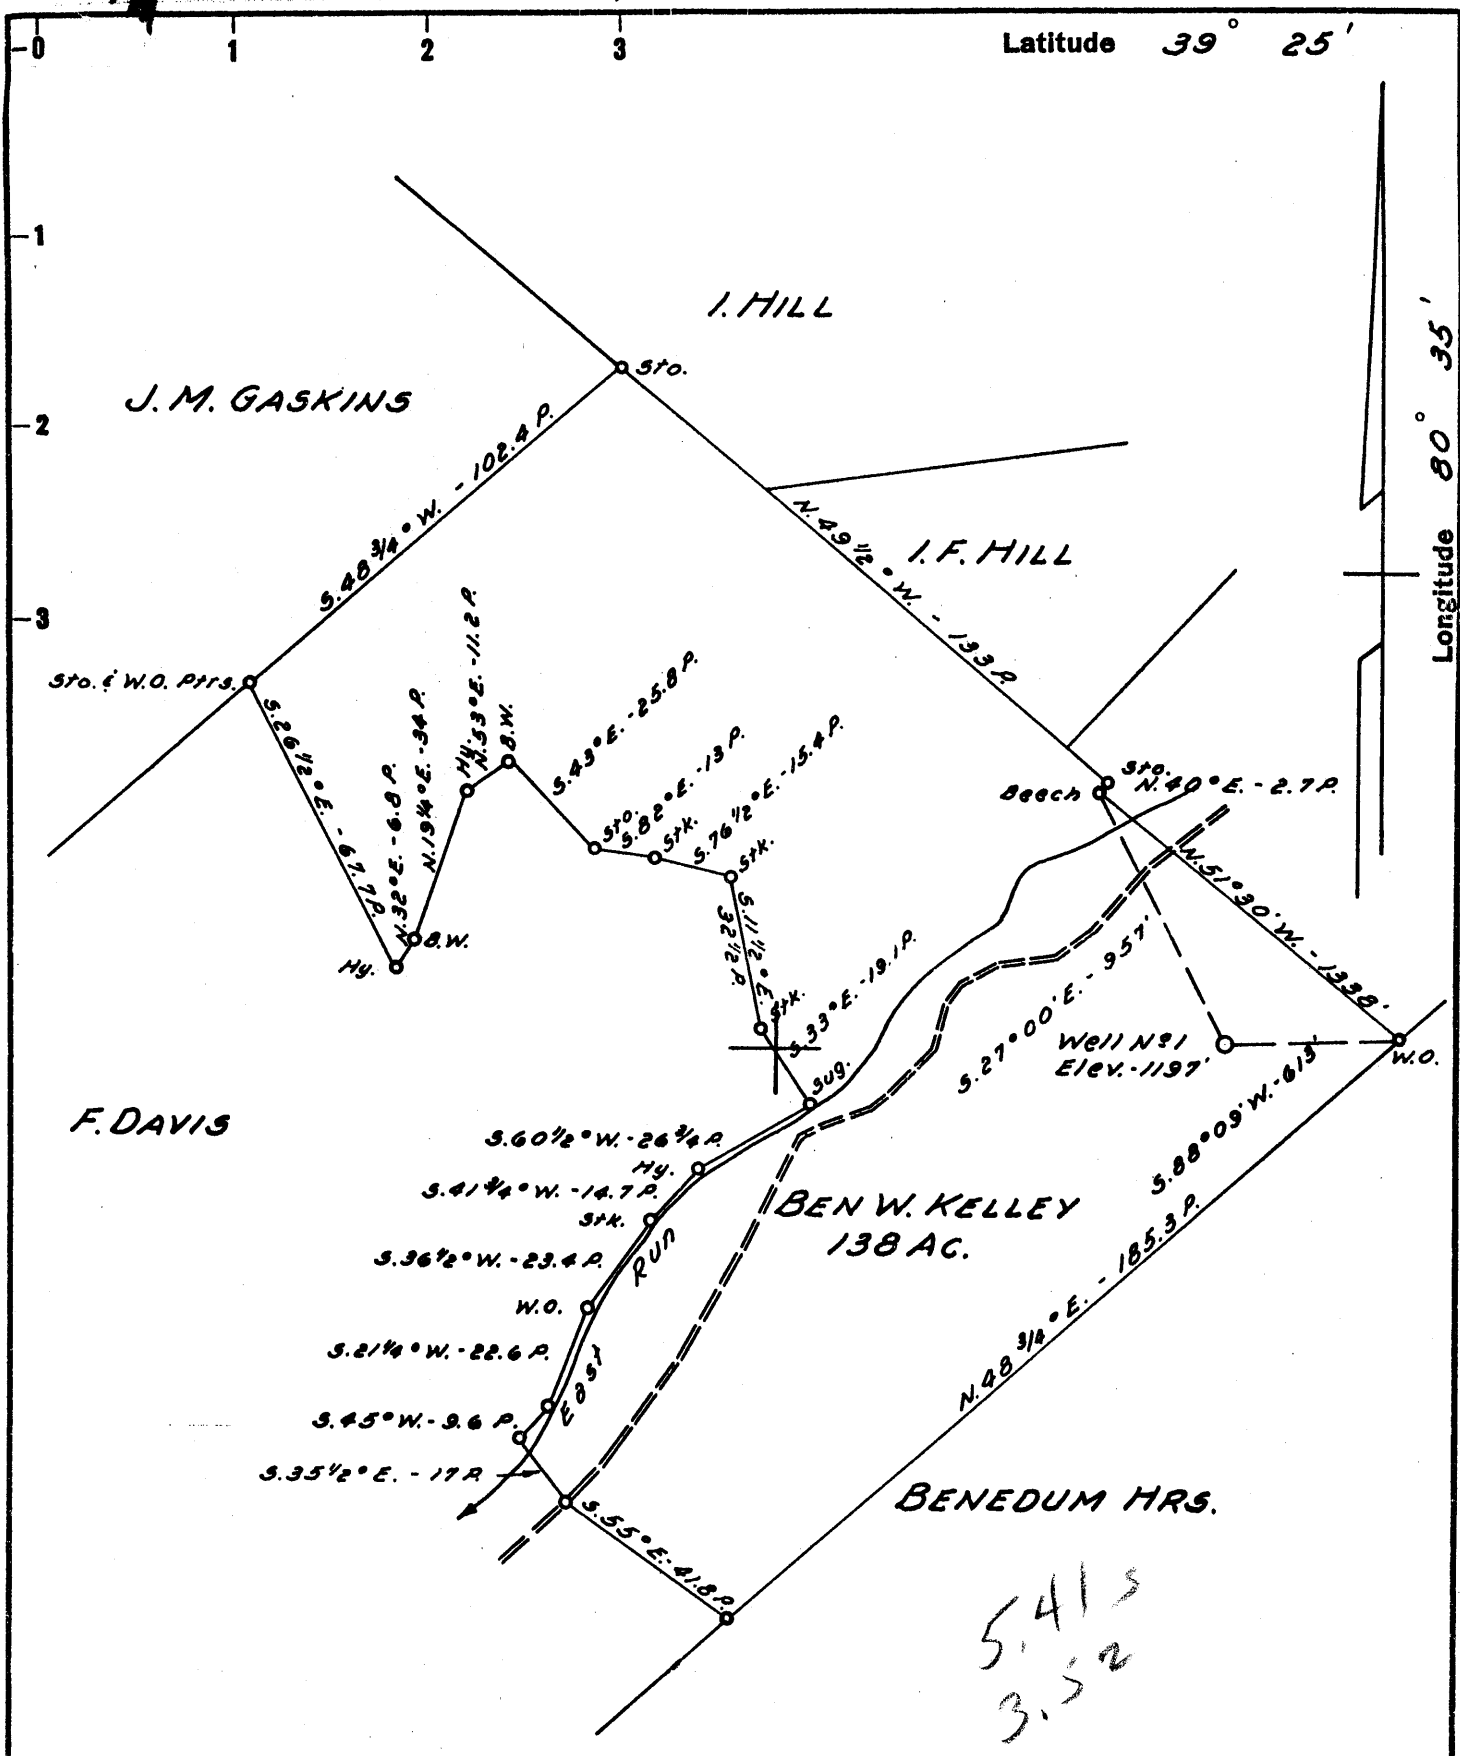 0 1 2 3
Latitude 39° 25'
1
2
3
Longitude 80° 35'
I. HILL
Sto.
J. M. GASKINS
S. 48 3/4° W. - 102.4 P.
N. 49 1/2° W. - 133 P.
I. F. HILL
Sto. & W.O. Ptrs.
S. 26 1/2° E. - 67.7 P.
Hy.
N. 32° E. - 6.8 P.
B.W.
N. 19 1/4° E. - 34 P.
Hy.
N. 53° E. - 11.2 P.
B.W.
S. 43° E. - 25.8 P.
Sto.
S. 82° E. - 13 P.
Stk.
S. 76 1/2° E. - 15.4 P.
Stk.
S. 11 1/2° E.
32 1/2 P.
Stk.
S. 33° E. - 19.1 P.
Sug.
Sto.
Beech
N. 40° E. - 2.7 P.
N. 51° 30' W. - 1338'
S. 27° 00' E. - 957'
Well No 1
Elev. - 1197'
W.O.
S. 88° 09' W. - 613'
F. DAVIS
S. 60 1/2° W. - 26 3/4 P.
Hy.
S. 41 3/4° W. - 14.7 P.
Stk.
S. 36 1/2° W. - 23.4 P.
W.O.
S. 21 1/4° W. - 22.6 P.
S. 45° W. - 9.6 P.
S. 35 1/2° E. - 17 P.
East Run
BEN W. KELLEY
138 AC.
N. 48 3/4° E. - 185.3 P.
S. 55° E. - 41.8 P.
BENEDUM HRS.
5.41 s
3.52